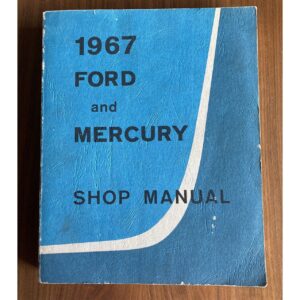 1967
FORD
and
MERCURY
SHOP MANUAL